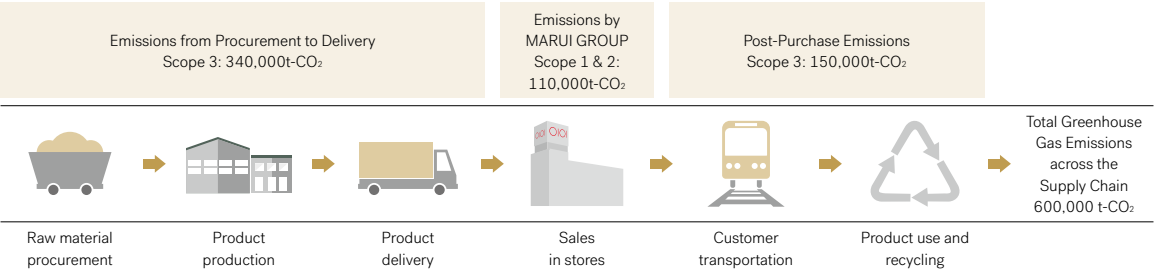 Emissions from Procurement to Delivery
Scope 3: 340,000t-CO₂
Emissions by
MARUI GROUP
Scope 1 & 2:
110,000t-CO₂
Post-Purchase Emissions
Scope 3: 150,000t-CO₂
OIOI OIOI
Total Greenhouse
Gas Emissions
across the
Supply Chain
600,000 t-CO₂
Raw material
procurement
Product
production
Product
delivery
Sales
in stores
Customer
transportation
Product use and
recycling